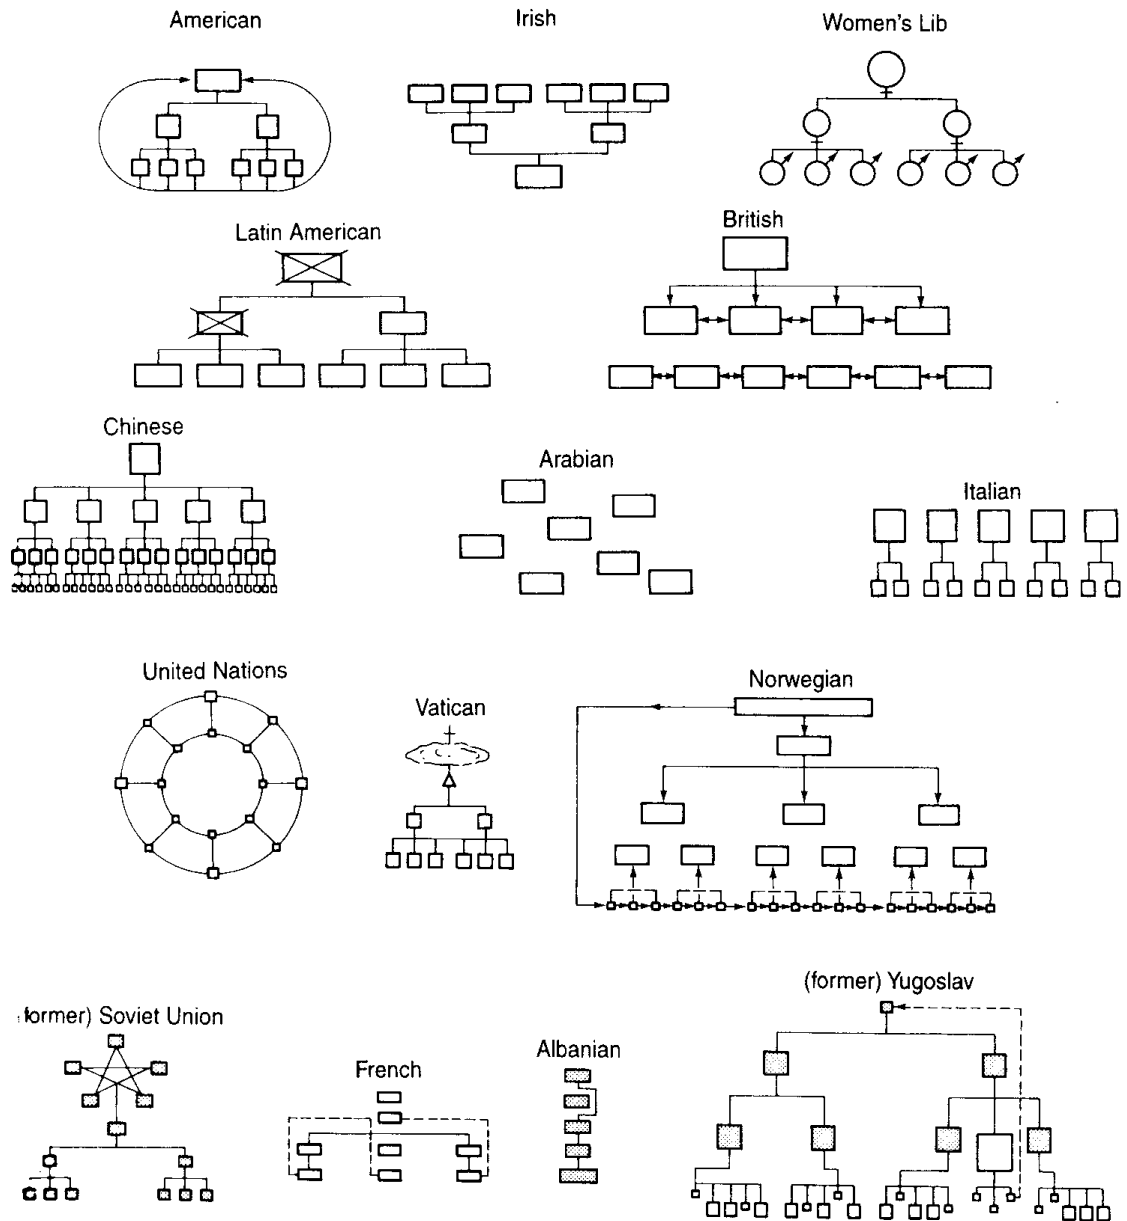 American
Irish
Women's Lib
Latin American
British
Chinese
Arabian
Italian
United Nations
Vatican
Norwegian
(former) Yugoslav
former) Soviet Union
French
Albanian